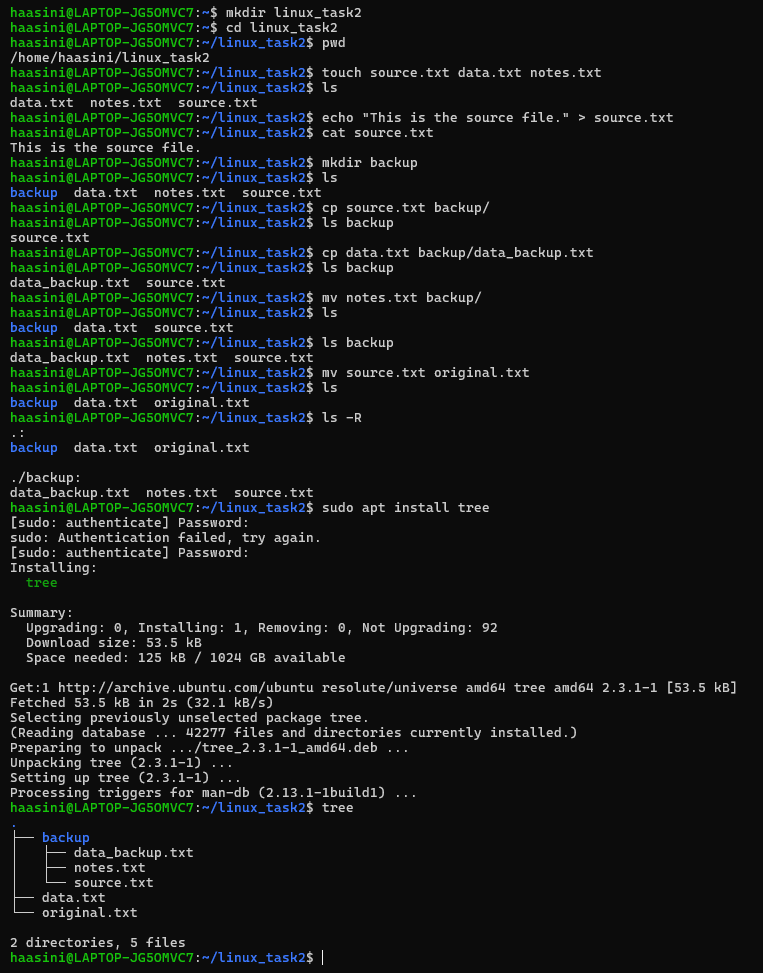 haasini@LAPTOP-JG5OMVC7:~$ mkdir linux_task2
haasini@LAPTOP-JG5OMVC7:~$ cd linux_task2
haasini@LAPTOP-JG5OMVC7:~/linux_task2$ pwd
/home/haasini/linux_task2
haasini@LAPTOP-JG5OMVC7:~/linux_task2$ touch source.txt data.txt notes.txt
haasini@LAPTOP-JG5OMVC7:~/linux_task2$ ls
data.txt  notes.txt  source.txt
haasini@LAPTOP-JG5OMVC7:~/linux_task2$ echo "This is the source file." > source.txt
haasini@LAPTOP-JG5OMVC7:~/linux_task2$ cat source.txt
This is the source file.
haasini@LAPTOP-JG5OMVC7:~/linux_task2$ mkdir backup
haasini@LAPTOP-JG5OMVC7:~/linux_task2$ ls
backup  data.txt  notes.txt  source.txt
haasini@LAPTOP-JG5OMVC7:~/linux_task2$ cp source.txt backup/
haasini@LAPTOP-JG5OMVC7:~/linux_task2$ ls backup
source.txt
haasini@LAPTOP-JG5OMVC7:~/linux_task2$ cp data.txt backup/data_backup.txt
haasini@LAPTOP-JG5OMVC7:~/linux_task2$ ls backup
data_backup.txt  source.txt
haasini@LAPTOP-JG5OMVC7:~/linux_task2$ mv notes.txt backup/
haasini@LAPTOP-JG5OMVC7:~/linux_task2$ ls
backup  data.txt  source.txt
haasini@LAPTOP-JG5OMVC7:~/linux_task2$ ls backup
data_backup.txt  notes.txt  source.txt
haasini@LAPTOP-JG5OMVC7:~/linux_task2$ mv source.txt original.txt
haasini@LAPTOP-JG5OMVC7:~/linux_task2$ ls
backup  data.txt  original.txt
haasini@LAPTOP-JG5OMVC7:~/linux_task2$ ls -R
.:
backup  data.txt  original.txt

./backup:
data_backup.txt  notes.txt  source.txt
haasini@LAPTOP-JG5OMVC7:~/linux_task2$ sudo apt install tree
[sudo: authenticate] Password:
sudo: Authentication failed, try again.
[sudo: authenticate] Password:
Installing:
  tree

Summary:
  Upgrading: 0, Installing: 1, Removing: 0, Not Upgrading: 92
  Download size: 53.5 kB
  Space needed: 125 kB / 1024 GB available

Get:1 http://archive.ubuntu.com/ubuntu resolute/universe amd64 tree amd64 2.3.1-1 [53.5 kB]
Fetched 53.5 kB in 2s (32.1 kB/s)
Selecting previously unselected package tree.
(Reading database ... 42277 files and directories currently installed.)
Preparing to unpack .../tree_2.3.1-1_amd64.deb ...
Unpacking tree (2.3.1-1) ...
Setting up tree (2.3.1-1) ...
Processing triggers for man-db (2.13.1-1build1) ...
haasini@LAPTOP-JG5OMVC7:~/linux_task2$ tree
.
├── backup
│   ├── data_backup.txt
│   ├── notes.txt
│   └── source.txt
├── data.txt
└── original.txt

2 directories, 5 files
haasini@LAPTOP-JG5OMVC7:~/linux_task2$